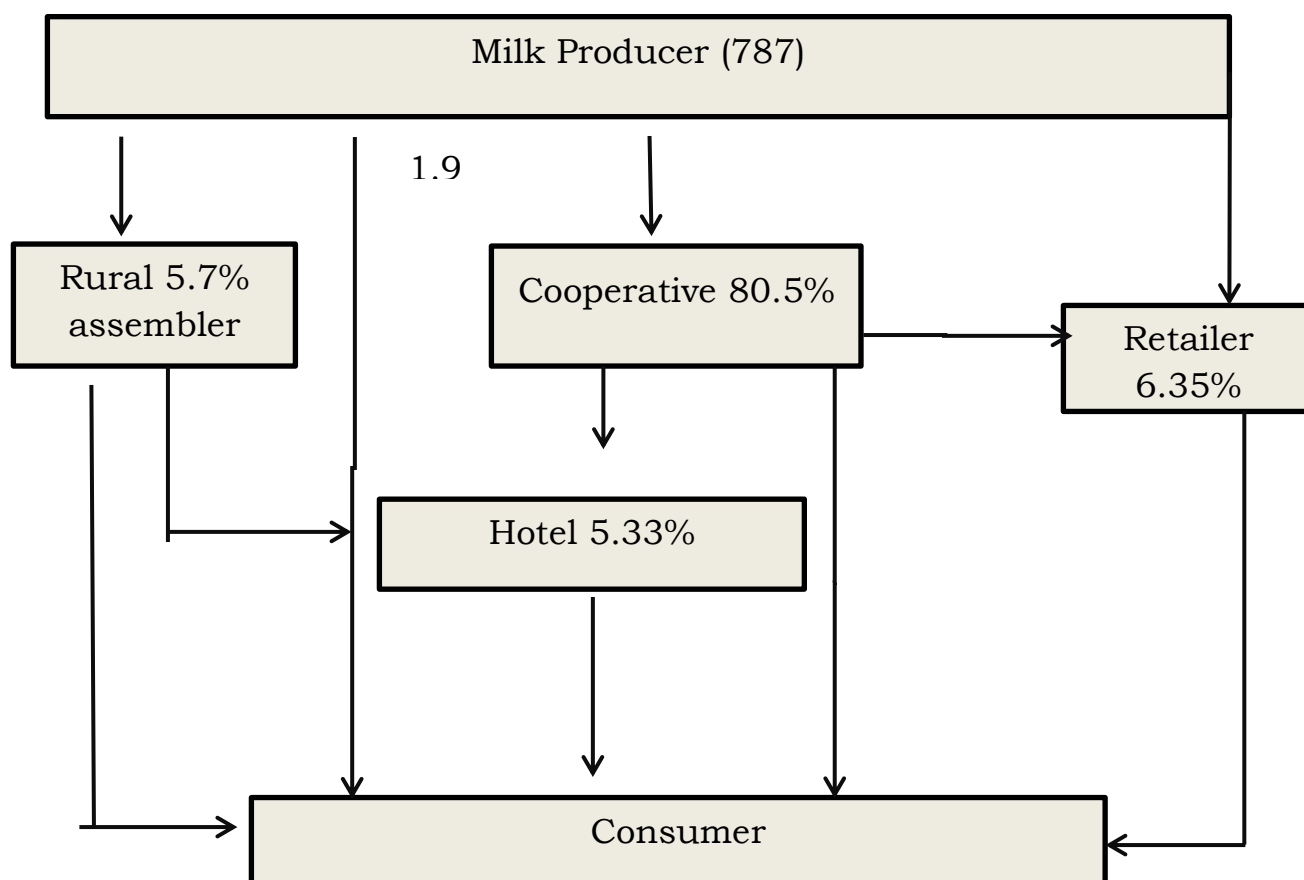 Milk Producer (787)
1.9
Rural 5.7%
assembler
Cooperative 80.5%
Retailer
6.35%
Hotel 5.33%
Consumer